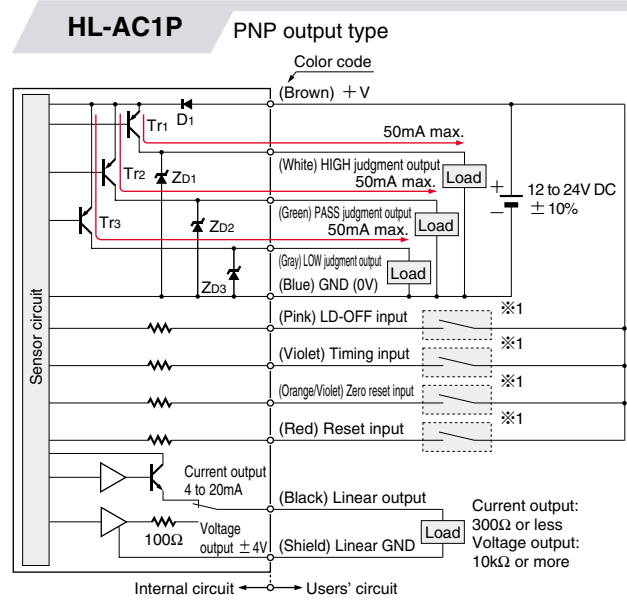 HL-AC1P PNP output type
Color code
(Brown) +V
D1
Tr1
50mA max.
(White) HIGH judgment output
Load
Tr2
ZD1
50mA max.
12 to 24V DC
± 10%
+
−
(Green) PASS judgment output
Load
Tr3
ZD2
50mA max.
(Gray) LOW judgment output
Load
ZD3
(Blue) GND (0V)
Sensor circuit
(Pink) LD-OFF input
※1
(Violet) Timing input
※1
(Orange/Violet) Zero reset input
※1
(Red) Reset input
※1
Current output
4 to 20mA
(Black) Linear output
Current output:
300Ω or less
Voltage output:
10kΩ or more
Load
100Ω
Voltage
output ±4V
(Shield) Linear GND
Internal circuit
Users' circuit